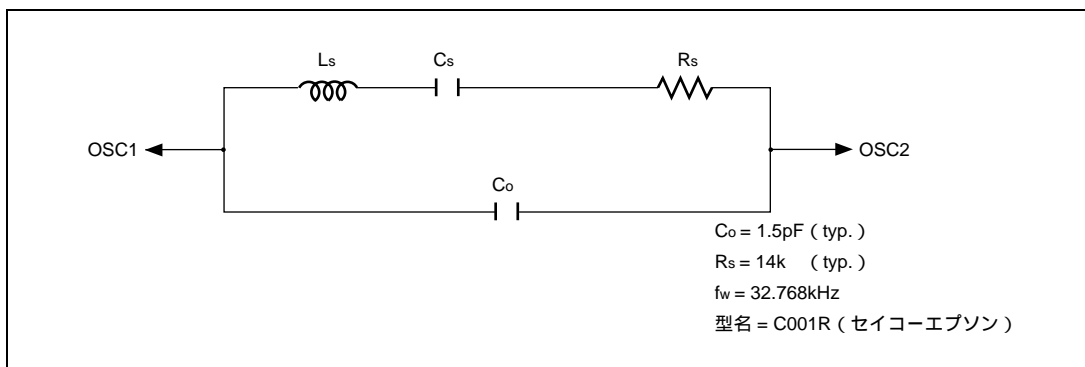 Ls
Cs
Rs
OSC1
OSC2
Co
Co = 1.5pF ( typ. )
Rs = 14k ( typ. )
fw = 32.768kHz
型名 = C001R ( セイコーエプソン )